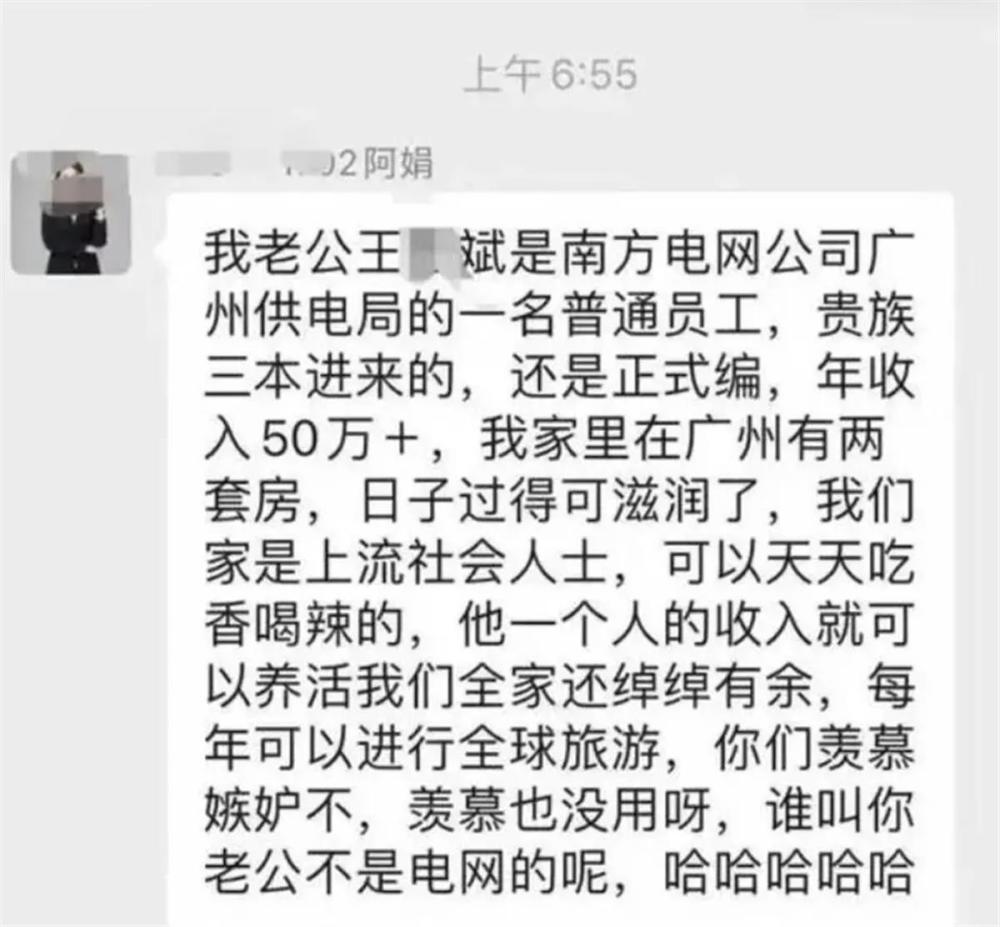 上午 6:55
02阿娟
我老公王 斌是南方电网公司广
州供电局的一名普通员工，贵族
三本进来的，还是正式编，年收
入50万＋，我家里在广州有两
套房，日子过得可滋润了，我们
家是上流社会人士，可以天天吃
香喝辣的，他一个人的收入就可
以养活我们全家还绰绰有余，每
年可以进行全球旅游，你们羡慕
嫉妒不，羡慕也没用呀，谁叫你
老公不是电网的呢，哈哈哈哈哈